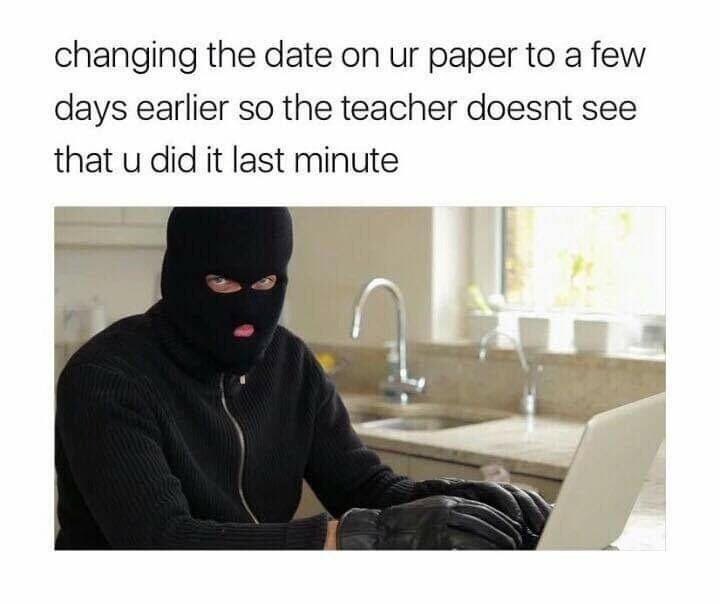 changing the date on ur paper to a few
days earlier so the teacher doesnt see
that u did it last minute